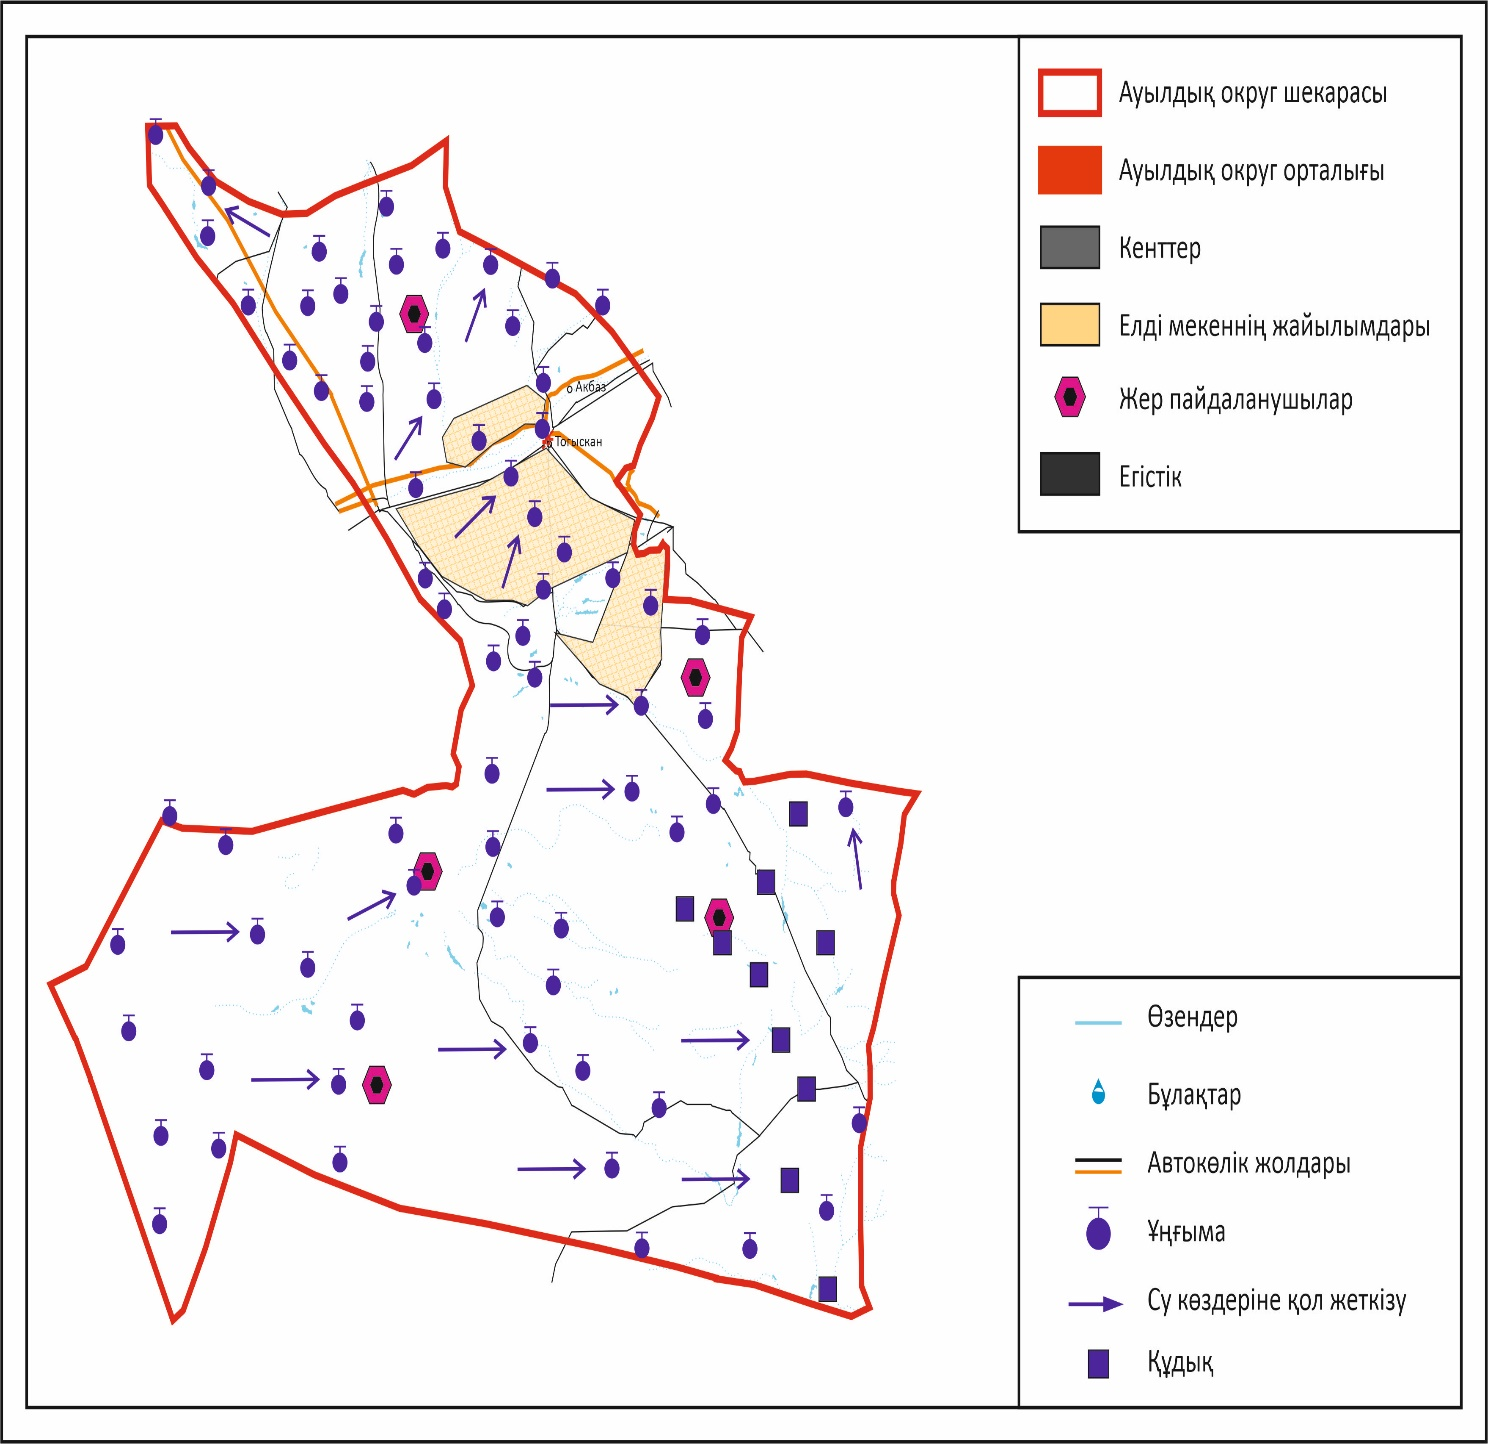 Ауылдық округ шекарасы
Ауылдық округ орталығы
Кенттер
Елді мекеннің жайылымдары
Жер пайдаланушылар
Егістік
Акбаз
Тогыскан
Өзендер
Бұлақтар
Автокөлік жолдары
Ұңғыма
Су көздеріне қол жеткізу
Құдық